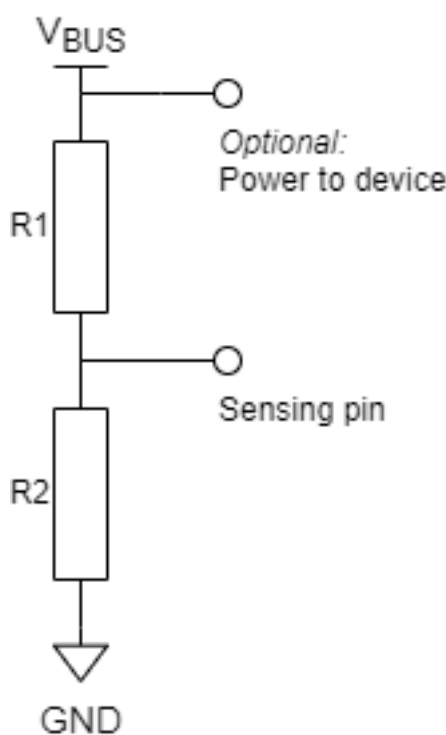 VBUS
Optional:
Power to device
R1
Sensing pin
R2
GND